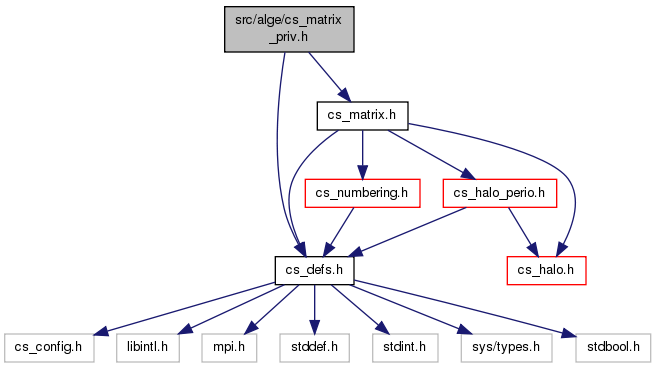 src/alge/cs_matrix
_priv.h
cs_matrix.h
cs_numbering.h
cs_halo_perio.h
cs_defs.h
cs_halo.h
cs_config.h
libintl.h
mpi.h
stddef.h
stdint.h
sys/types.h
stdbool.h